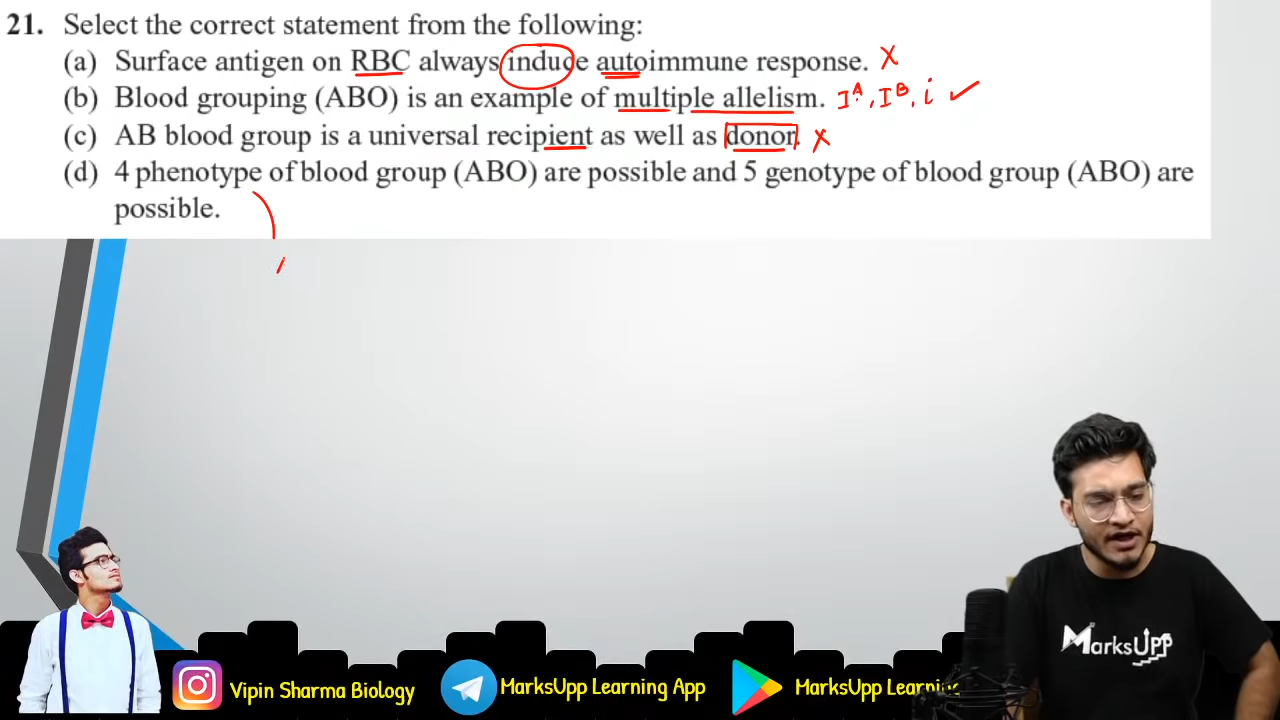 21. Select the correct statement from the following:
(a) Surface antigen on RBC always induce autoimmune response. X
(b) Blood grouping (ABO) is an example of multiple allelism. I^A, I^B, i ✓
(c) AB blood group is a universal recipient as well as donor. X
(d) 4 phenotype of blood group (ABO) are possible and 5 genotype of blood group (ABO) are
possible.
MarksUPP
Vipin Sharma Biology
MarksUpp Learning App
MarksUpp Learning